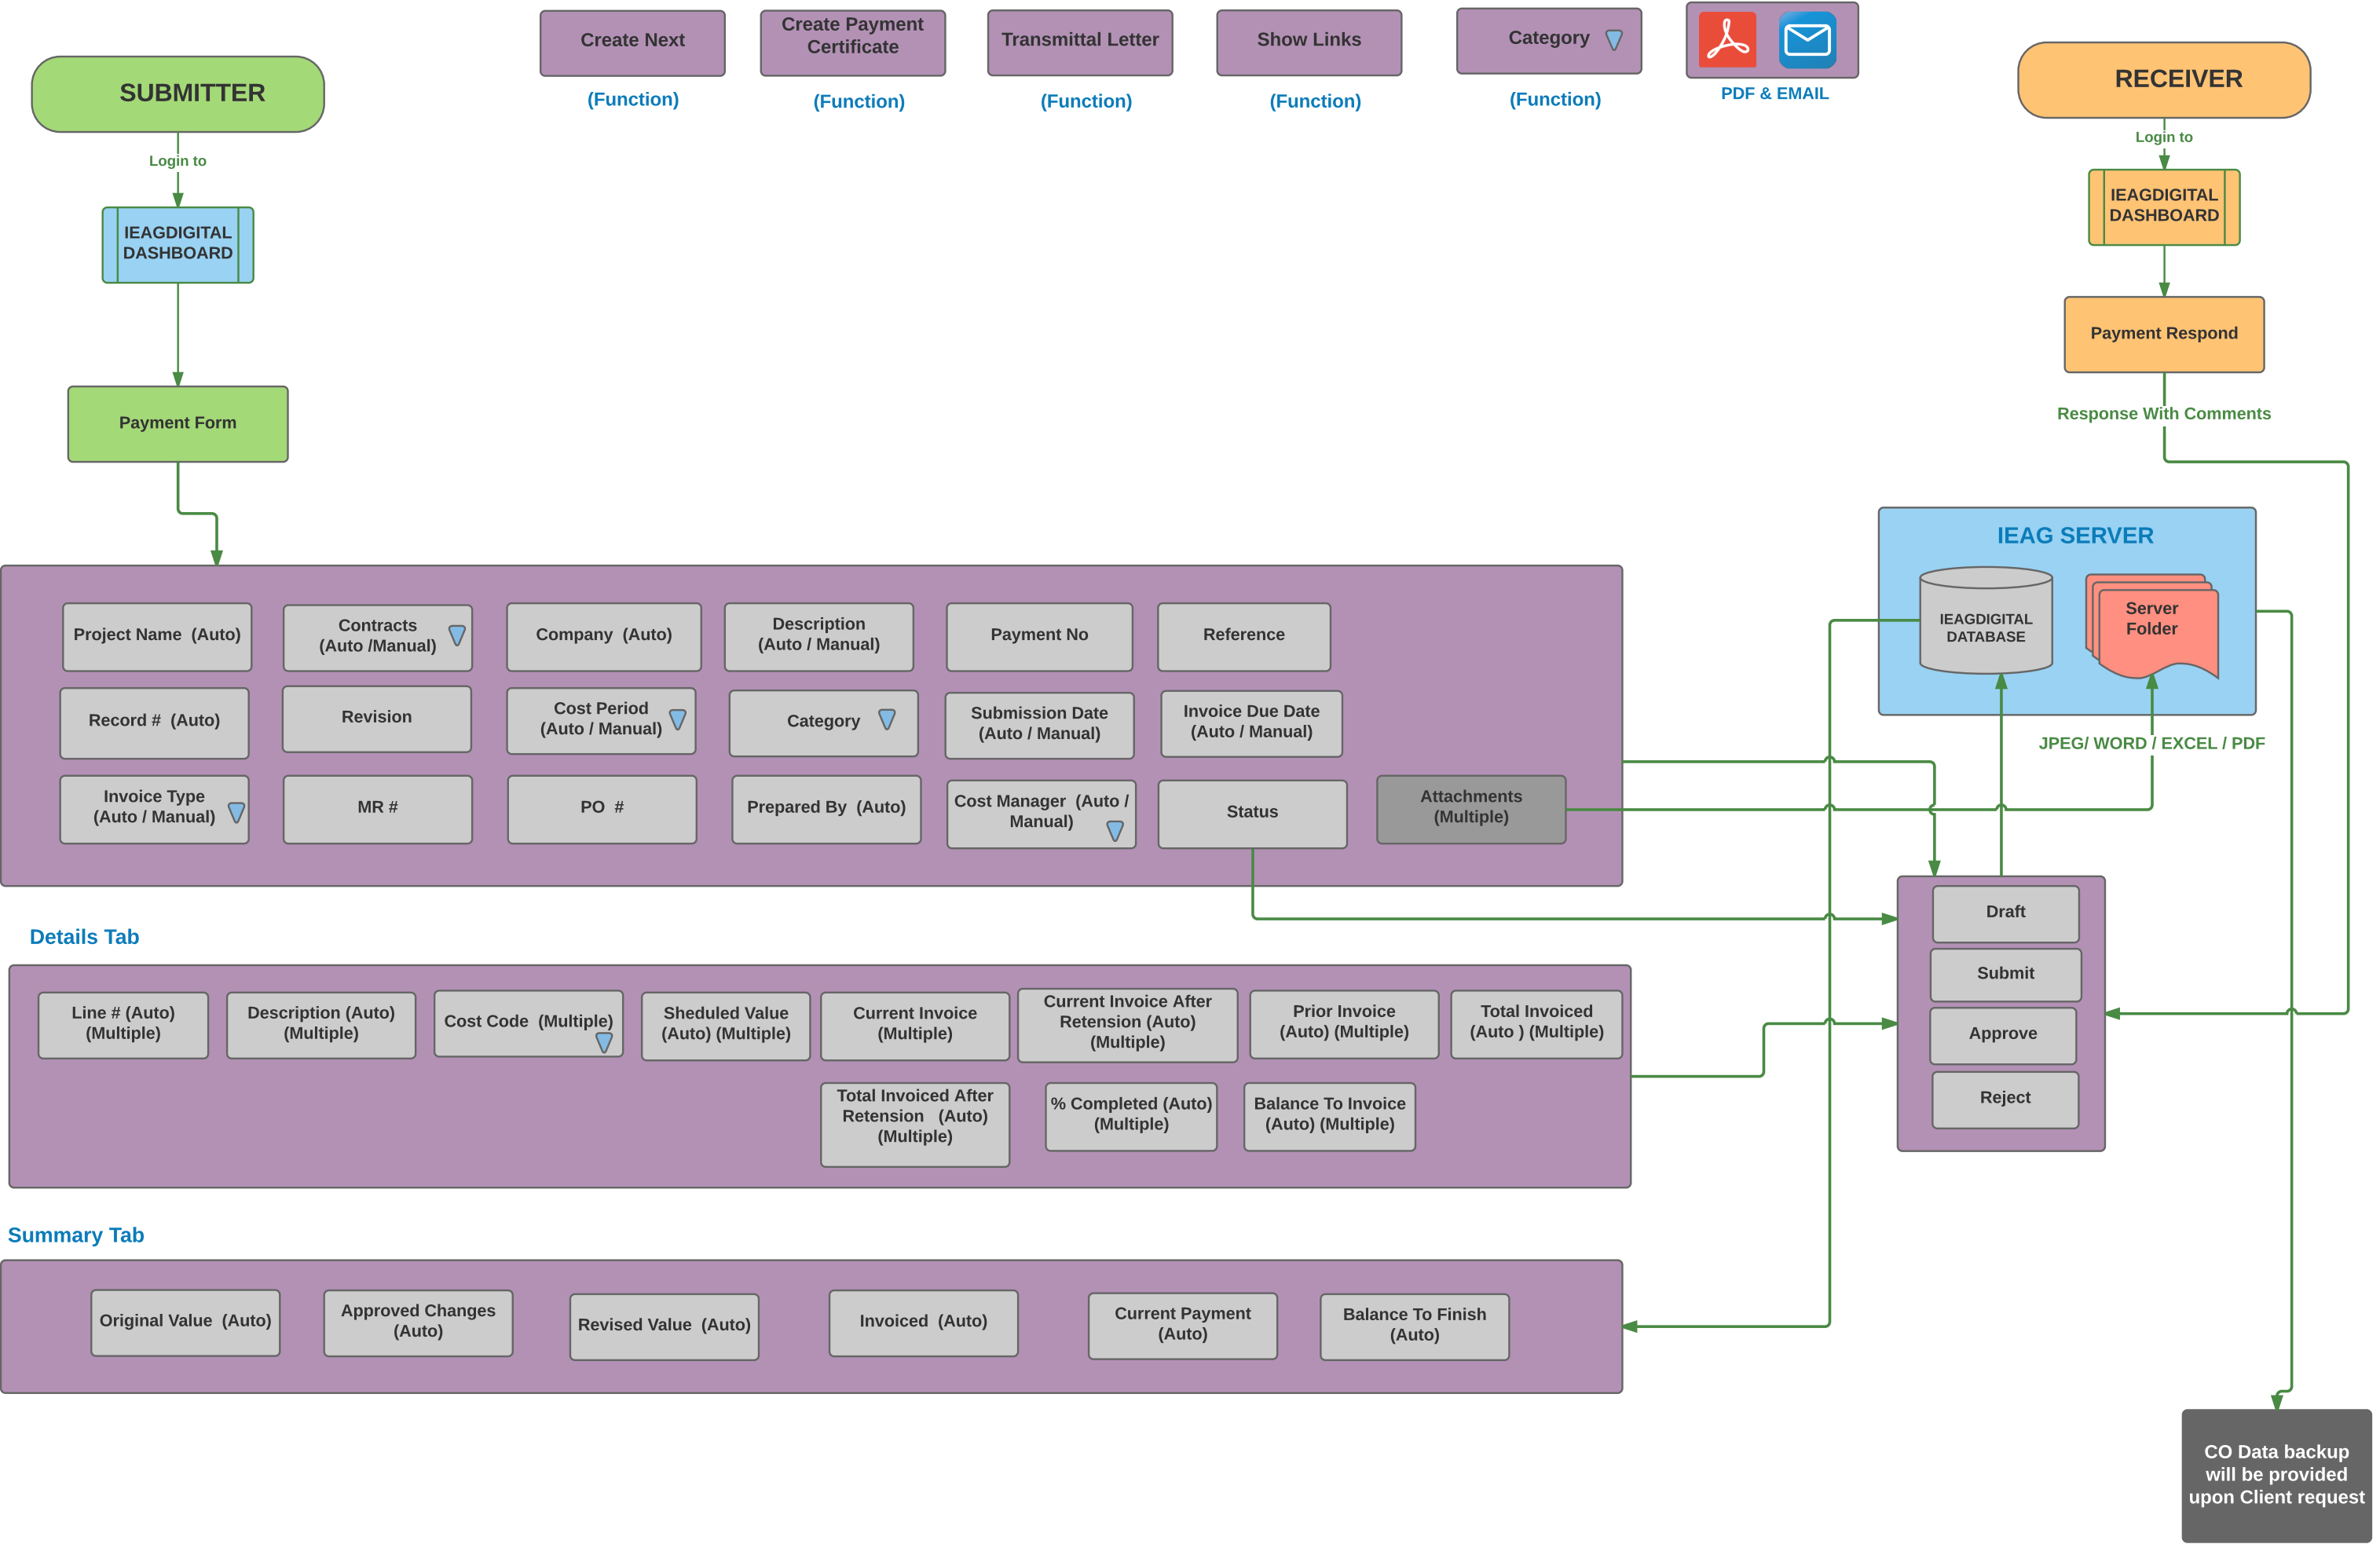 Create Next
(Function)
Create Payment
Certificate
(Function)
Transmittal Letter
(Function)
Show Links
(Function)
Category
(Function)
PDF & EMAIL
SUBMITTER
Login to
IEAGDIGITAL
DASHBOARD
Payment Form
RECEIVER
Login to
IEAGDIGITAL
DASHBOARD
Payment Respond
Response With Comments
IEAG SERVER
IEAGDIGITAL
DATABASE
Server
Folder
JPEG/ WORD / EXCEL / PDF
Project Name (Auto)
Contracts
(Auto /Manual)
Company (Auto)
Description
(Auto / Manual)
Payment No
Reference
Record # (Auto)
Revision
Cost Period
(Auto / Manual)
Category
Submission Date
(Auto / Manual)
Invoice Due Date
(Auto / Manual)
Invoice Type
(Auto / Manual)
MR #
PO #
Prepared By (Auto)
Cost Manager (Auto /
Manual)
Status
Attachments
(Multiple)
Draft
Submit
Approve
Reject
Details Tab
Line # (Auto)
(Multiple)
Description (Auto)
(Multiple)
Cost Code (Multiple)
Sheduled Value
(Auto) (Multiple)
Current Invoice
(Multiple)
Current Invoice After
Retension (Auto)
(Multiple)
Prior Invoice
(Auto) (Multiple)
Total Invoiced
(Auto ) (Multiple)
Total Invoiced After
Retension (Auto)
(Multiple)
% Completed (Auto)
(Multiple)
Balance To Invoice
(Auto) (Multiple)
Summary Tab
Original Value (Auto)
Approved Changes
(Auto)
Revised Value (Auto)
Invoiced (Auto)
Current Payment
(Auto)
Balance To Finish
(Auto)
CO Data backup
will be provided
upon Client request